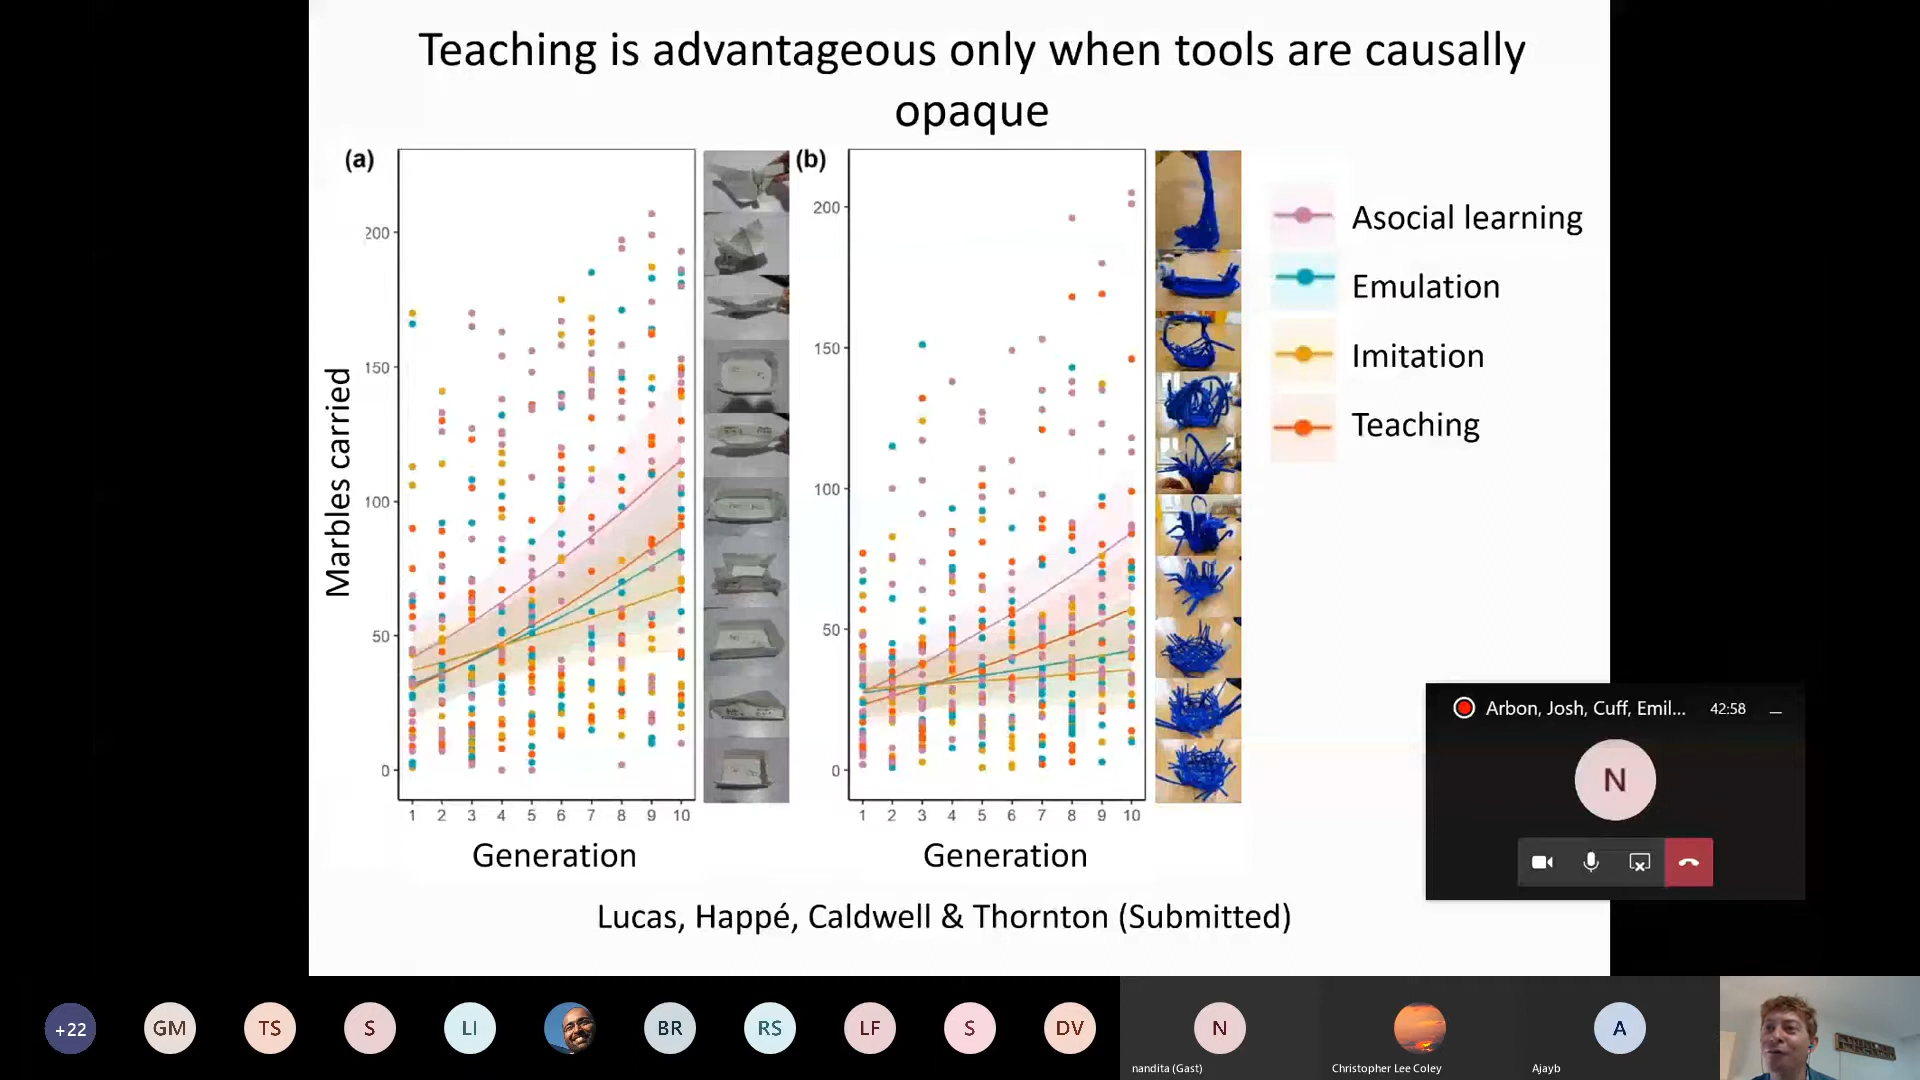 Teaching is advantageous only when tools are causally
opaque
(a)
(b)
200
150
100
50
0
1 2 3 4 5 6 7 8 9 10
Marbles carried
Generation
200
150
100
50
0
1 2 3 4 5 6 7 8 9 10
Generation
Asocial learning
Emulation
Imitation
Teaching
Lucas, Happé, Caldwell & Thornton (Submitted)
Arbon, Josh, Cuff, Emil...
42:58
N
+22
GM
TS
S
LI
BR
RS
LF
S
DV
N
A
nandita (Gast)
Christopher Lee Coley
Ajayb